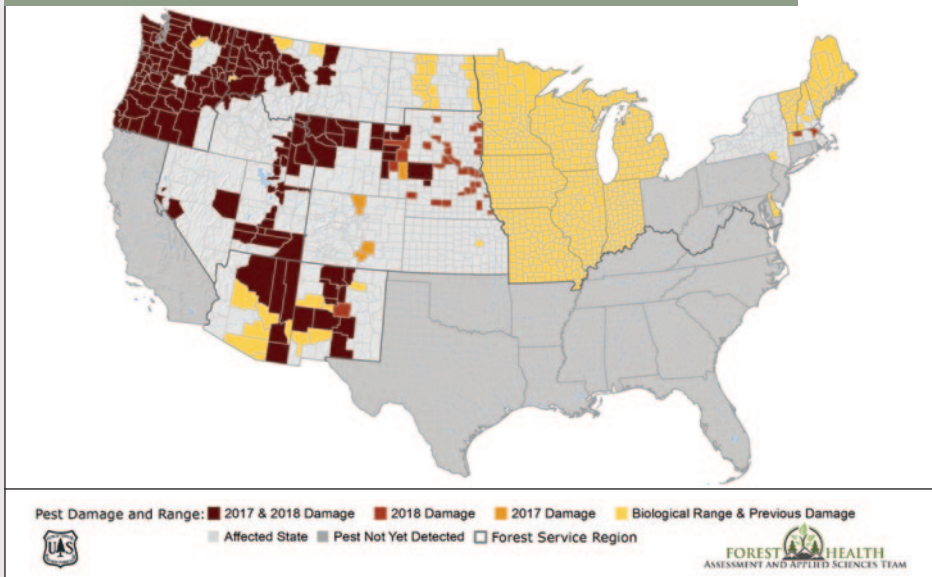 Pest Damage and Range: 2017 & 2018 Damage 2018 Damage 2017 Damage Biological Range & Previous Damage
Affected State Pest Not Yet Detected Forest Service Region
UAS
FOREST HEALTH
ASSESSMENT AND APPLIED SCIENCES TEAM